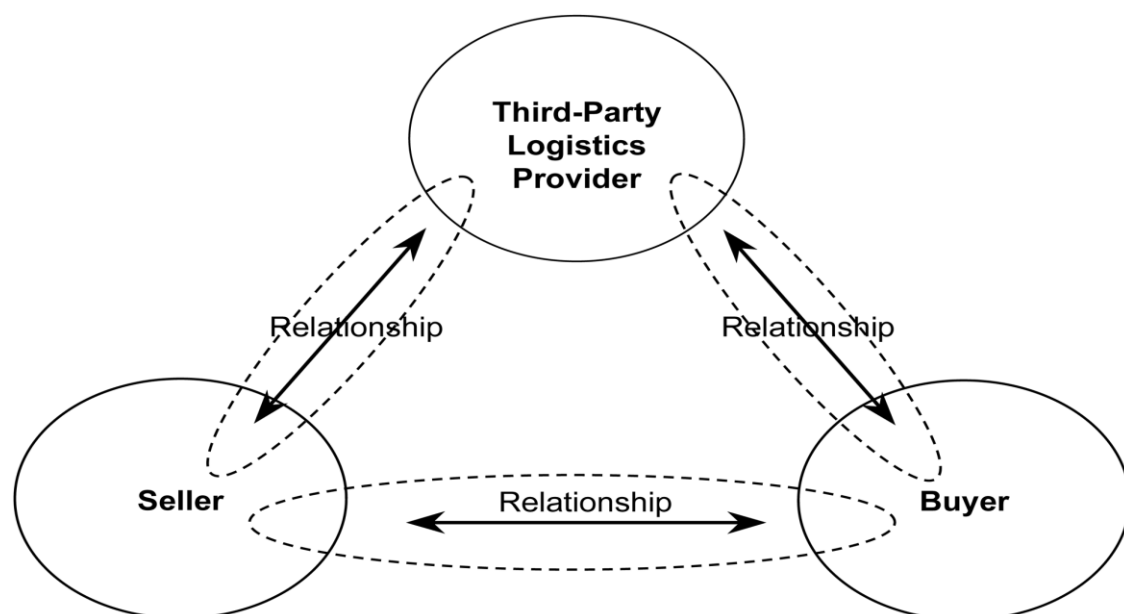 Third-Party
Logistics
Provider
Relationship
Relationship
Seller
Relationship
Buyer